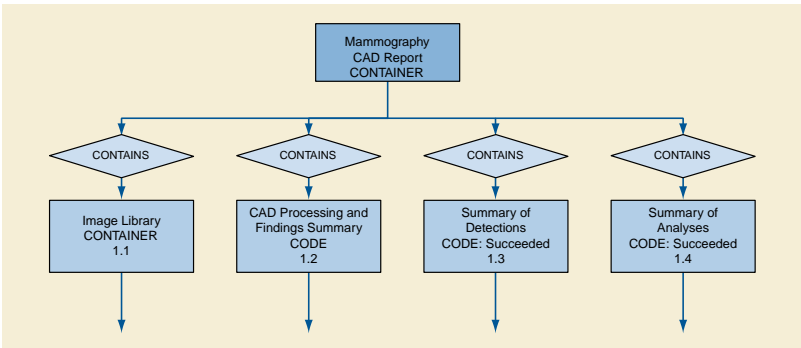 Mammography
CAD Report
CONTAINER
CONTAINS
CONTAINS
CONTAINS
CONTAINS
Image Library
CONTAINER
1.1
CAD Processing and
Findings Summary
CODE
1.2
Summary of
Detections
CODE: Succeeded
1.3
Summary of
Analyses
CODE: Succeeded
1.4